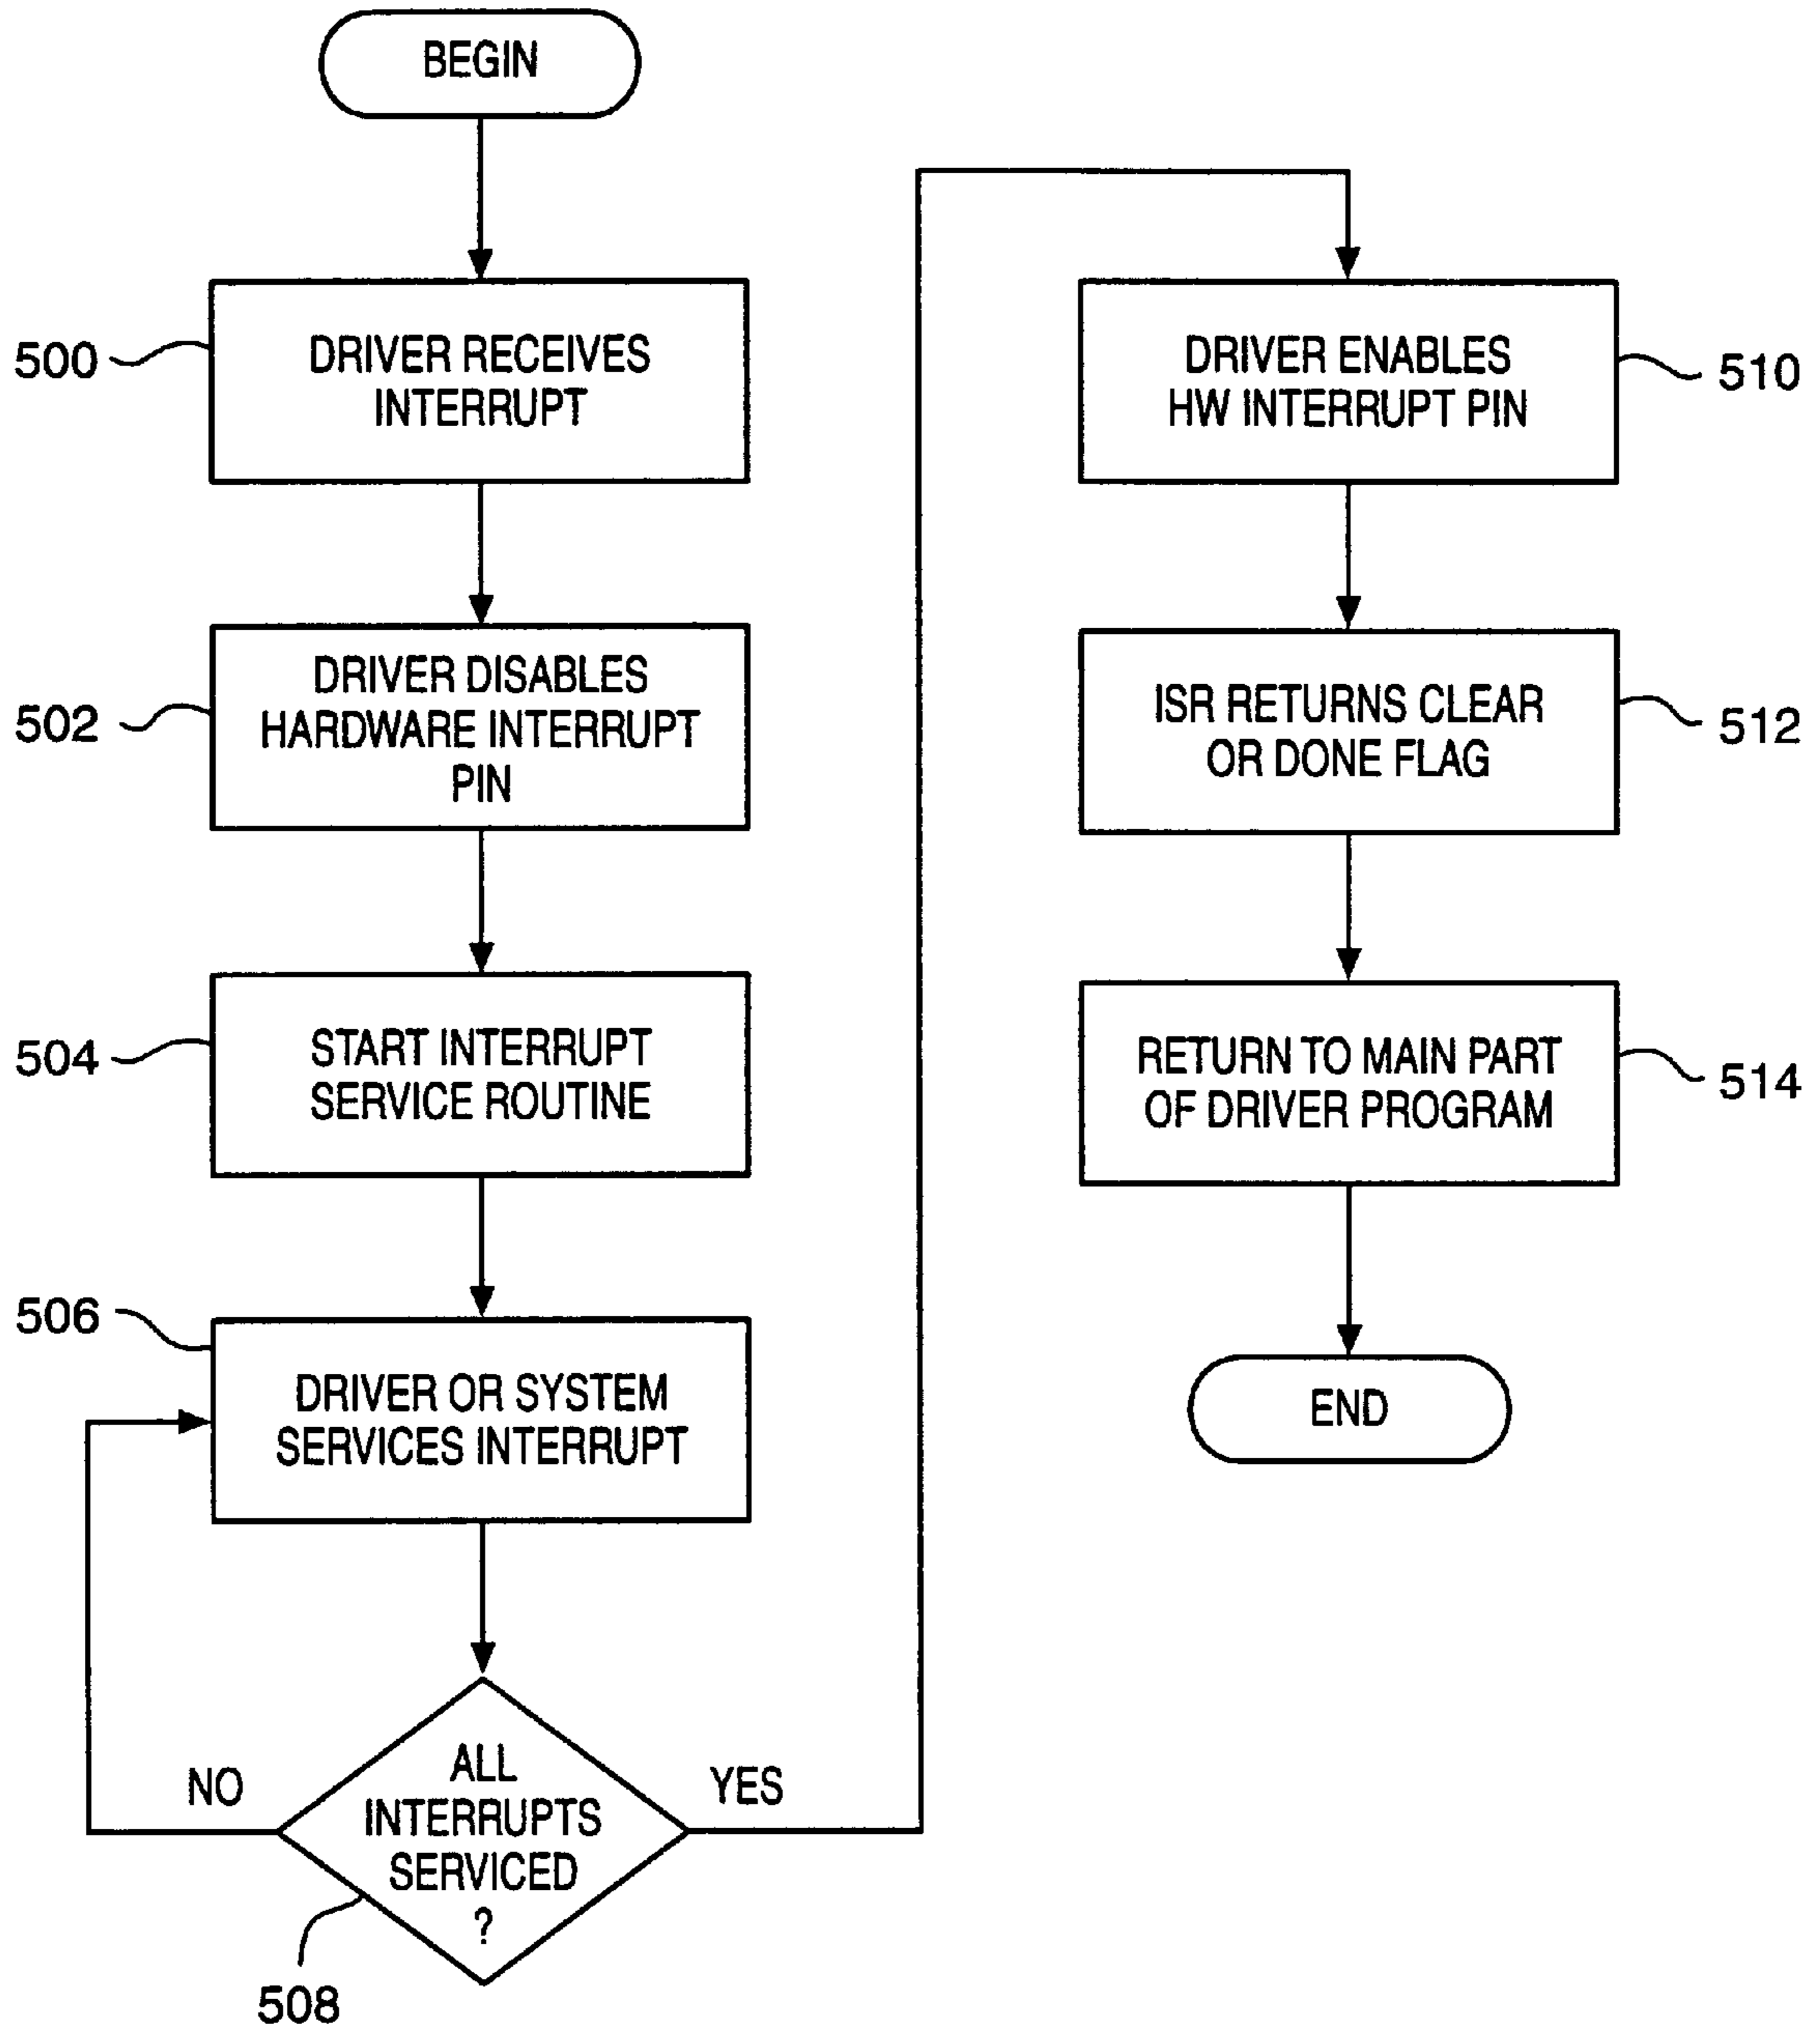 BEGIN
500
DRIVER RECEIVES
INTERRUPT
502
DRIVER DISABLES
HARDWARE INTERRUPT
PIN
504
START INTERRUPT
SERVICE ROUTINE
506
DRIVER OR SYSTEM
SERVICES INTERRUPT
NO
ALL
INTERRUPTS
SERVICED
?
YES
508
DRIVER ENABLES
HW INTERRUPT PIN
510
ISR RETURNS CLEAR
OR DONE FLAG
512
RETURN TO MAIN PART
OF DRIVER PROGRAM
514
END